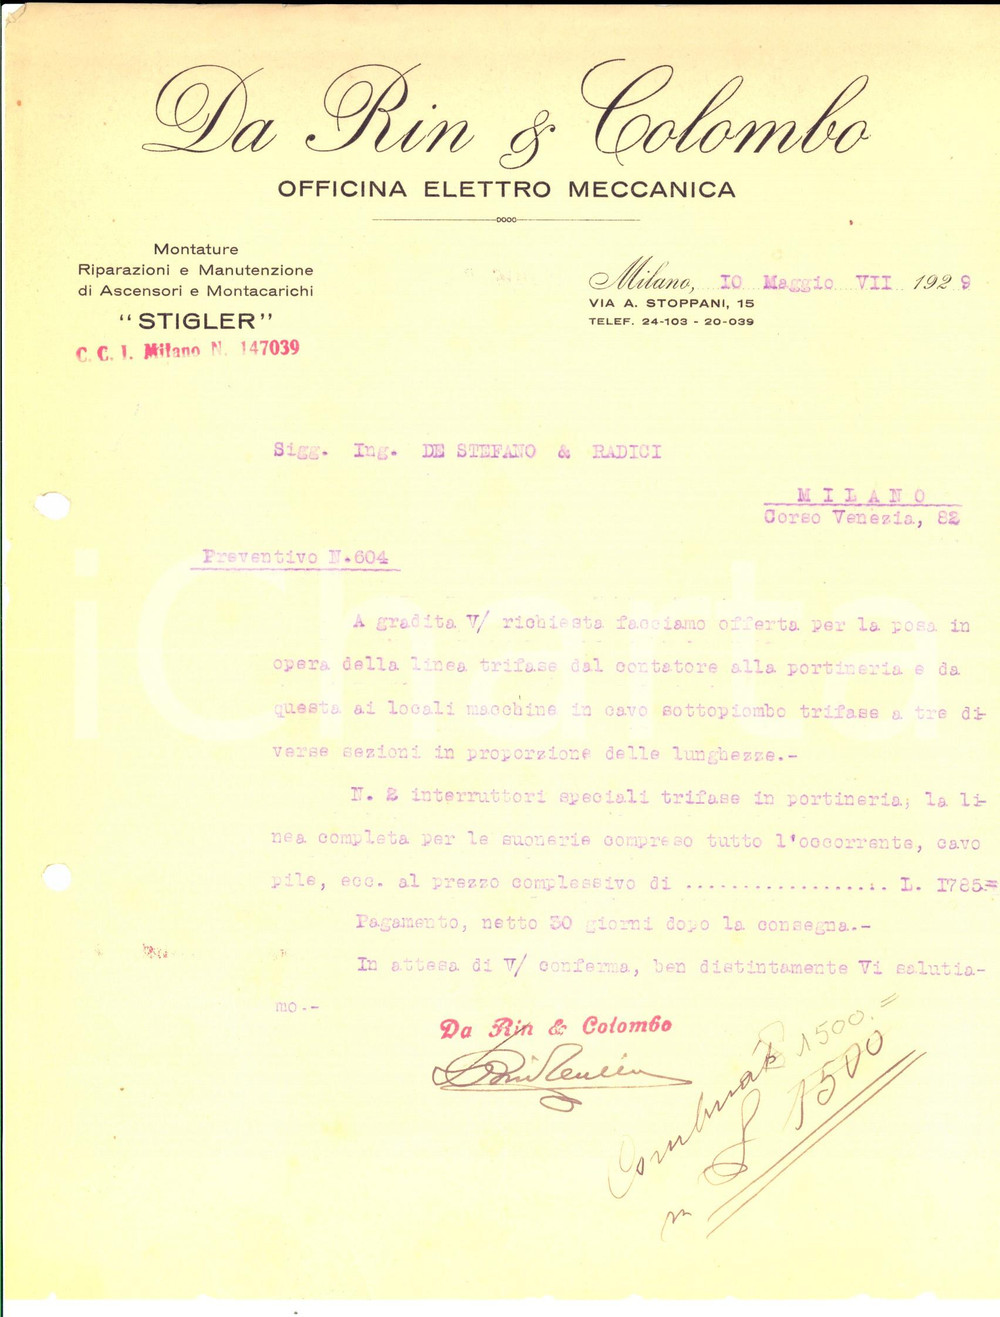 Da Rin & Colombo
OFFICINA ELETTRO MECCANICA
Montature
Riparazioni e Manutenzione
di Ascensori e Montacarichi
"STIGLER"
C. C. I. Milano N. 147039
Milano, 10 Maggio VII 1929
VIA A. STOPPANI, 15
TELEF. 24-103 - 20-039
Sigg. Ing. DE STEFANO & RADICI
MILANO
Corso Venezia, 82
Preventivo N.604
A gradita V/ richiesta facciamo offerta per la posa in
opera della linea trifase dal contatore alla portineria e da
questa ai locali macchine in cavo sottopiombo trifase a tre di-
verse sezioni in proporzione delle lunghezze.-
N. 2 interruttori speciali trifase in portineria; la li-
nea completa per le suonerie compreso tutto l'occorrente, cavo
pile, ecc. al prezzo complessivo di .................. L. 1785=
Pagamento, netto 30 giorni dopo la consegna.-
In attesa di V/ conferma, ben distintamente Vi salutia-
mo.-
Da Rin & Colombo
1500.=
£ 1500
iCharta